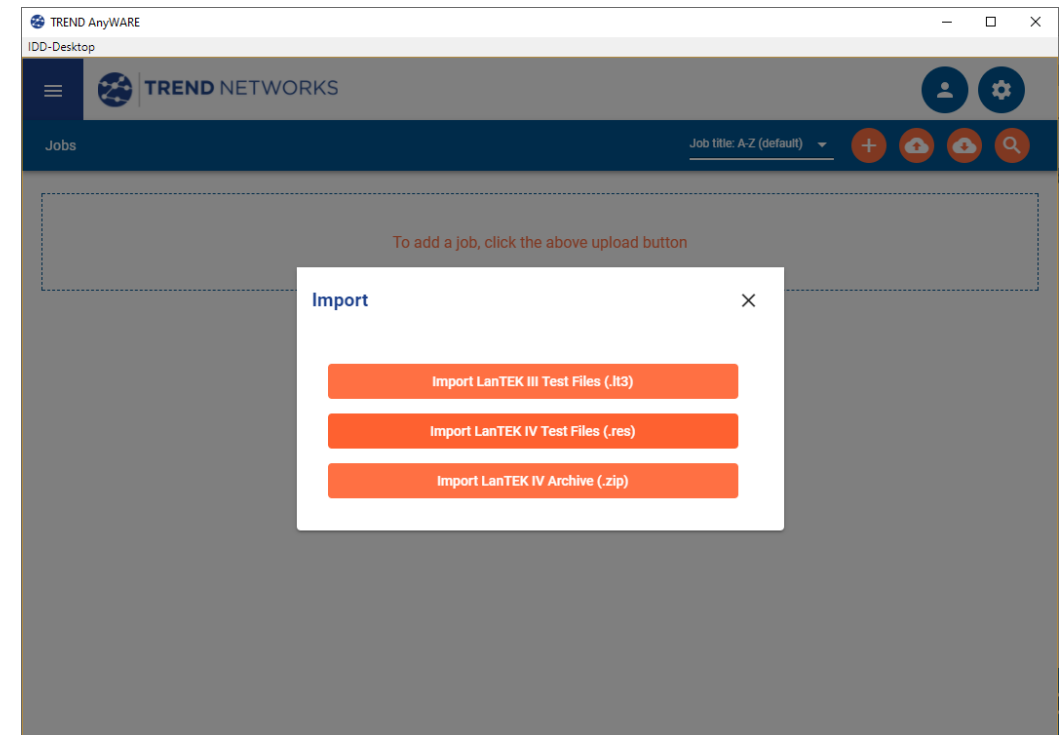 TREND AnyWARE
IDD-Desktop
TREND NETWORKS
Jobs
Job title: A-Z (default)
To add a job, click the above upload button
Import
Import LanTEK III Test Files (.lt3)
Import LanTEK IV Test Files (.res)
Import LanTEK IV Archive (.zip)